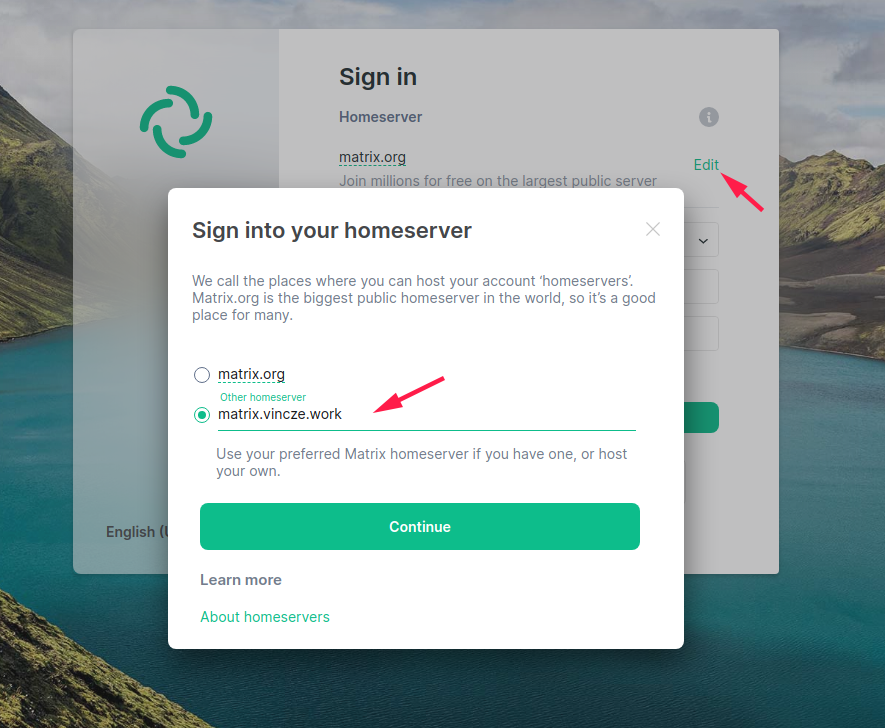 Sign in
Homeserver
matrix.org
Edit
Join millions for free on the largest public server
Sign into your homeserver
We call the places where you can host your account ‘homeservers’.
Matrix.org is the biggest public homeserver in the world, so it’s a good
place for many.
matrix.org
Other homeserver
matrix.vincze.work
Use your preferred Matrix homeserver if you have one, or host
your own.
Continue
English (
Learn more
About homeservers